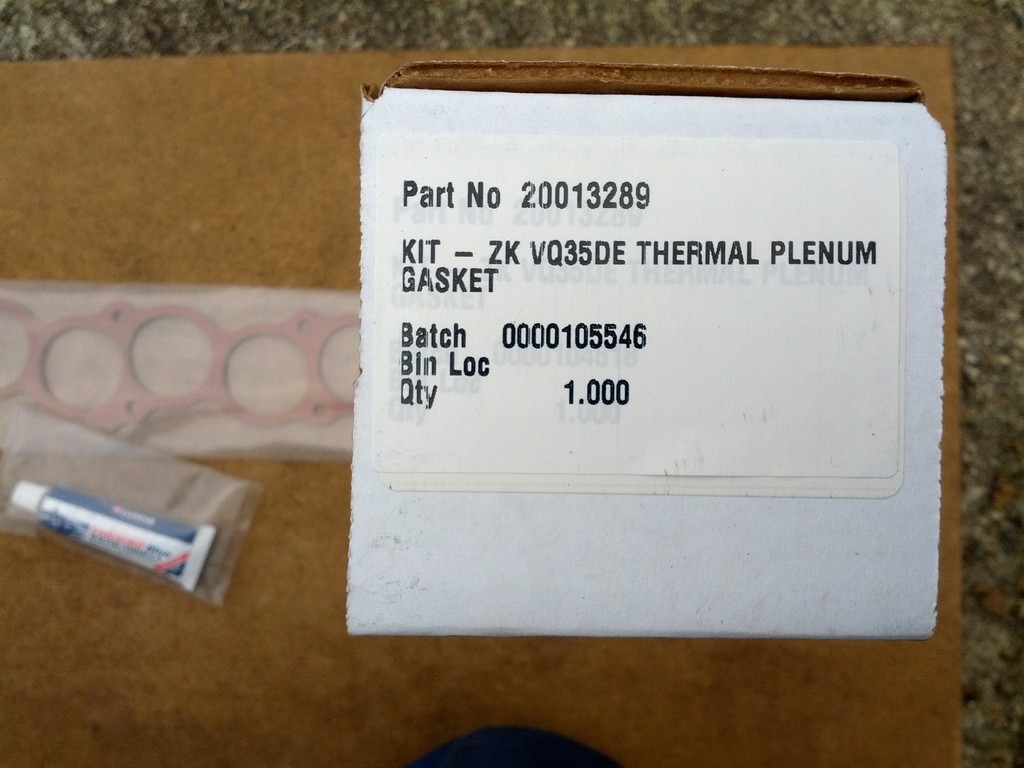 Part No 20013289
KIT – ZK VQ35DE THERMAL PLENUM
GASKET
Batch 0000105546
Bin Loc
Qty 1.000